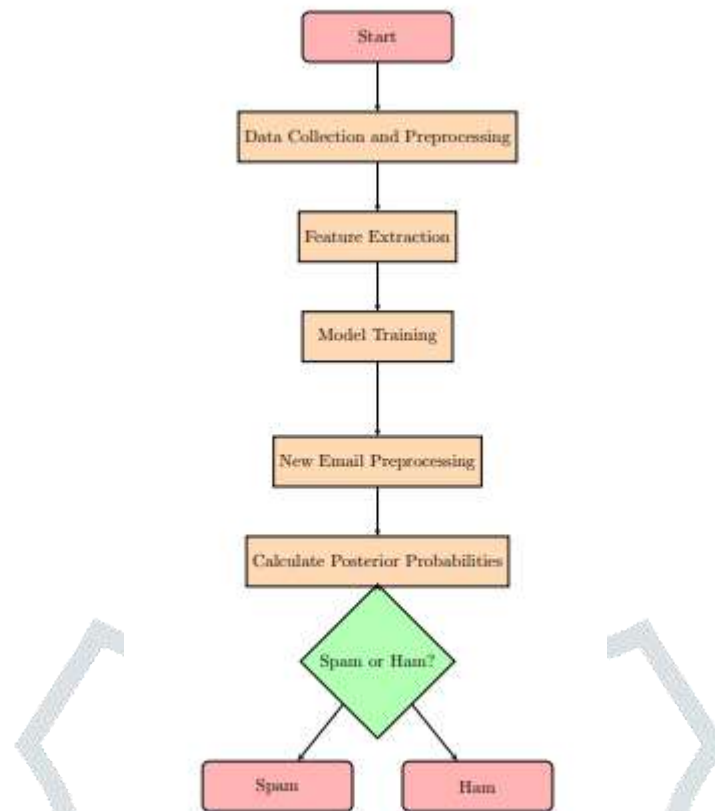 Start
Data Collection and Preprocessing
Feature Extraction
Model Training
New Email Preprocessing
Calculate Posterior Probabilities
Spam or Ham?
Spam
Ham